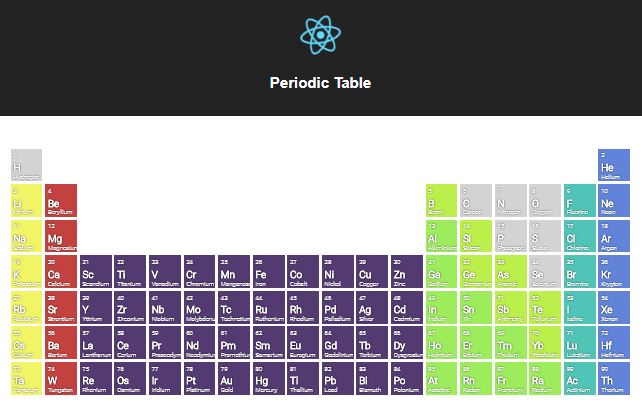 Periodic Table
1 2
H He
Hydrogen Helium
3 4 5 6 7 8 9 10
Li Be B C N O F Ne
Lithium Beryllium Boron Carbon Nitrogen Oxygen Fluorine Neon
11 12 13 14 15 16 17 18
Na Mg Al Si P S Cl Ar
Sodium Magnesium Aluminium Silicon Phosphorus Sulfur Chlorine Argon
19 20 21 22 23 24 25 26 27 28 29 30 31 32 33 34 35 36
K Ca Sc Ti V Cr Mn Fe Co Ni Cu Zn Ga Ge As Se Br Kr
Potassium Calcium Scandium Titanium Vanadium Chromium Manganese Iron Cobalt Nickel Coggor Zinc Gallium Germanium Arsenic Selenium Bromine Krygton
37 38 39 40 41 42 43 44 45 46 47 48 49 50 51 52 53 54
Rb Sr Y Zr Nb Mo Tc Ru Rh Pd Ag Cd In Sn Sb Te I Xe
Rubidium Strontium Yttrium Zirconium Niobium Molybdenu Technitium Ruthenium Rhodium Palladium Silver Cadmium Indium Tin Antimony Tellurium Iodine Xenon
55 56 57 58 59 60 61 62 63 64 65 66 67 68 69 70 71 72
Cs Ba La Ce Pr Nd Pm Sm Eu Gd Tb Dy Ho Er Tm Yb Lu Hf
Cesium Barium Lanthanum Cerium Praseodym Neodymiun Promethiun Samarium Gadolinium Terbium Holmium Erbium Thulium Ytterbium Lutetium Hefnium
73 74 75 76 77 78 79 80 81 82 83 84 85 86 87 88 89 90
Ta W Re Os Ir Pt Au Hg Tl Pb Bi Po At Rn Fr Ra Ac Th
Tantalum Tungsten Rhenium Osmium Iridium Platinum Gold Mercury Thallium Lead Bismuth Polonium Astatine Radon Francium Radium Actinium Thorium